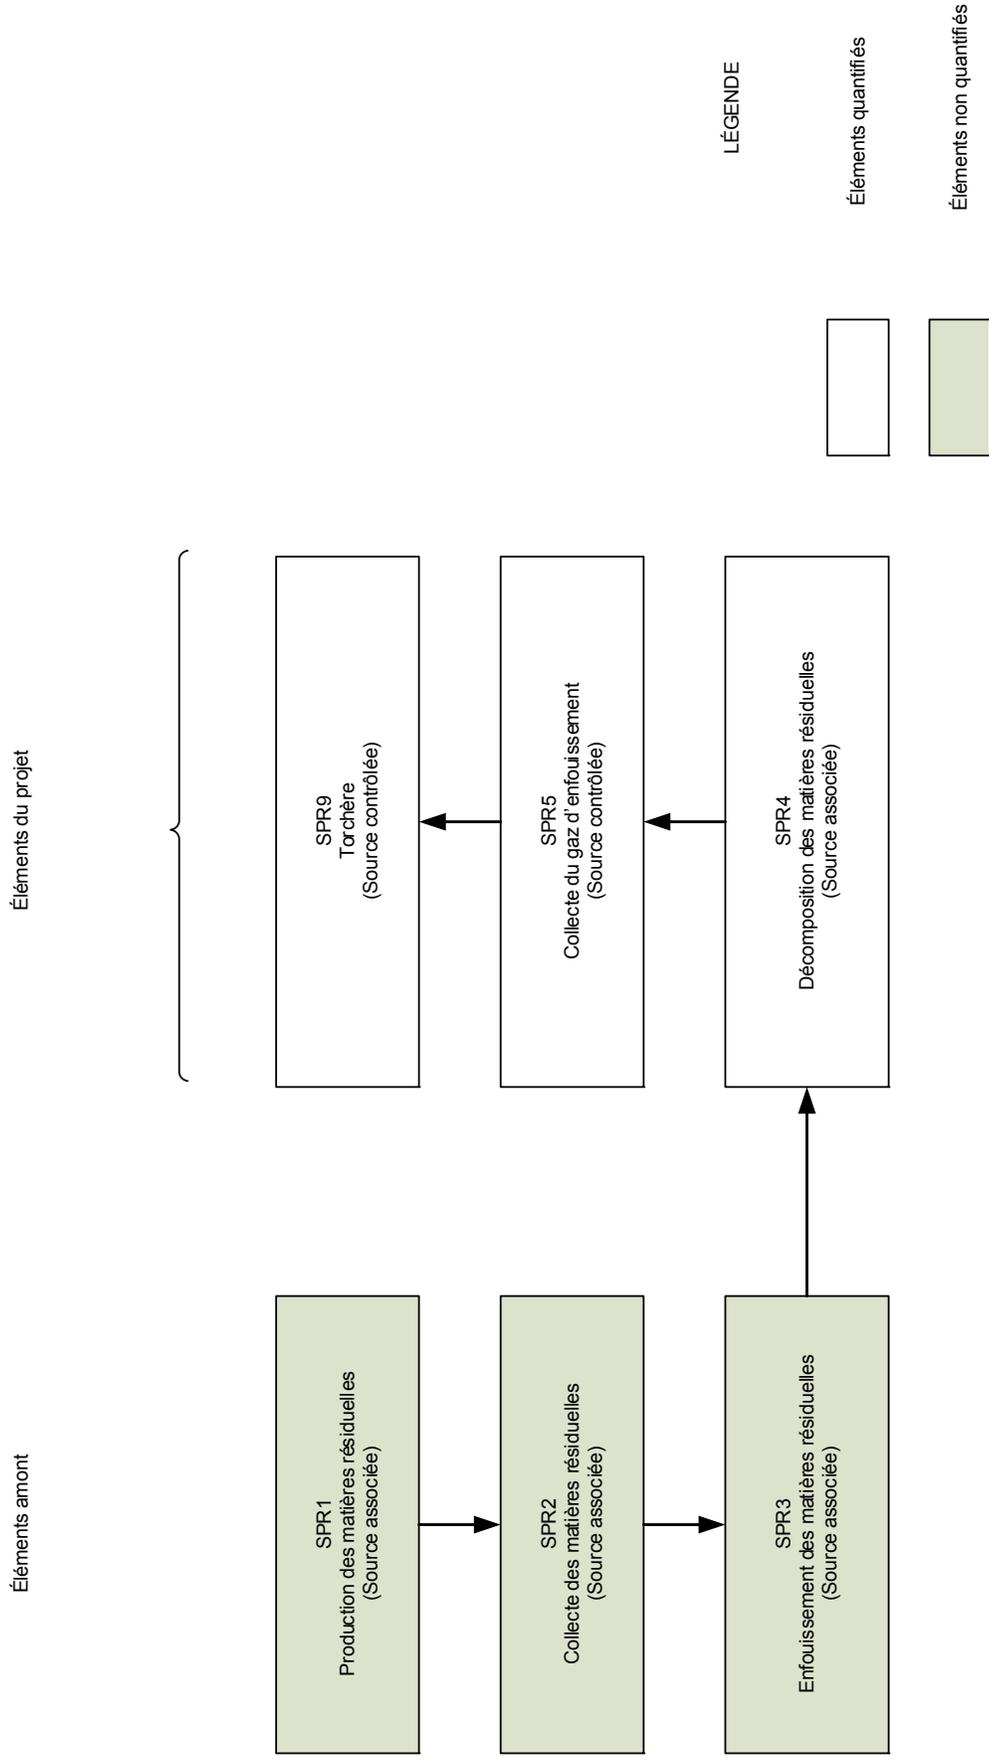 Éléments amont
Éléments du projet
SPR1
Production des matières résiduelles
(Source associée)
SPR2
Collecte des matières résiduelles
(Source associée)
SPR3
Enfouissement des matières résiduelles
(Source associée)
SPR9
Torchère
(Source contrôlée)
SPR5
Collecte du gaz d’enfouissement
(Source contrôlée)
SPR4
Décomposition des matières résiduelles
(Source associée)
LÉGENDE
Éléments quantifiés
Éléments non quantifiés